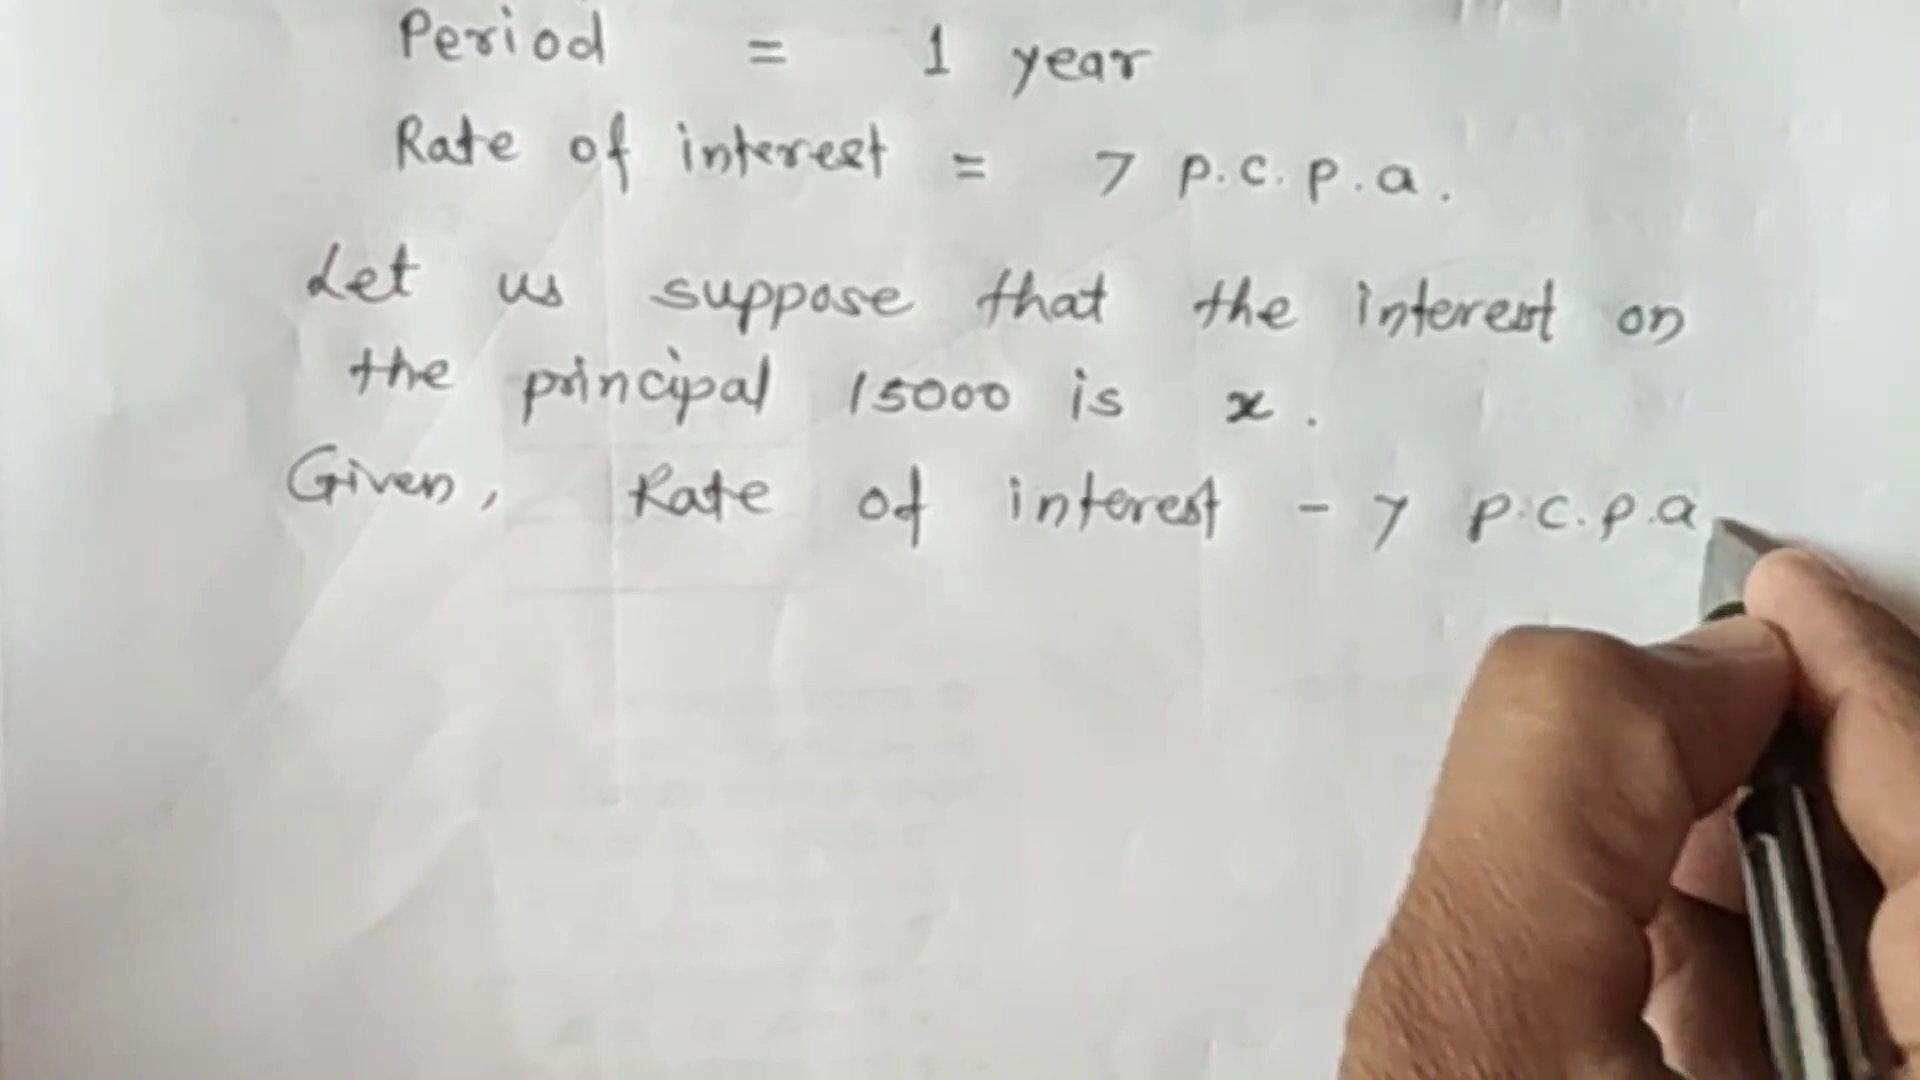 Period = 1 year
Rate of interest = 7 p.c.p.a.
Let us suppose that the interest on
the principal 15000 is x.
Given, Rate of interest - 7 p.c.p.a